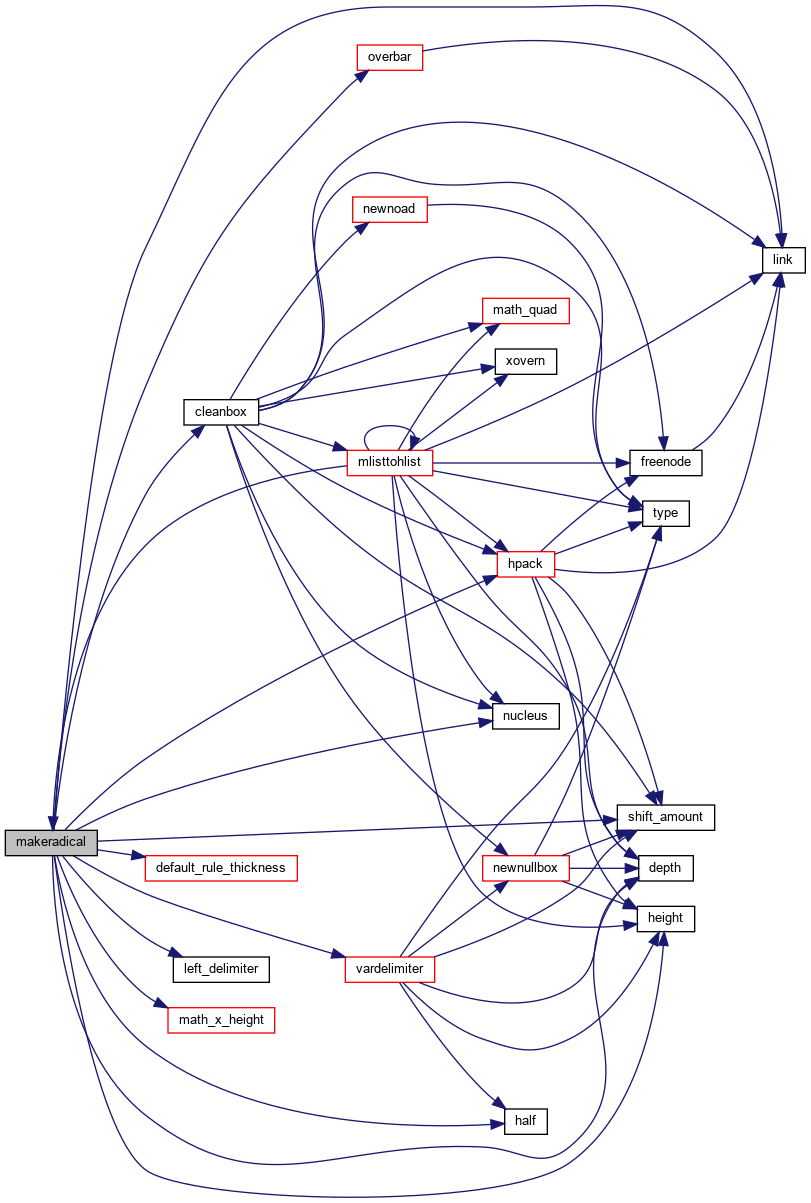 overbar
newnoad
link
math_quad
xovern
cleanbox
mlisttohlist
freenode
type
hpack
nucleus
shift_amount
makeradical
default_rule_thickness
newnullbox
depth
height
left_delimiter
vardelimiter
math_x_height
half